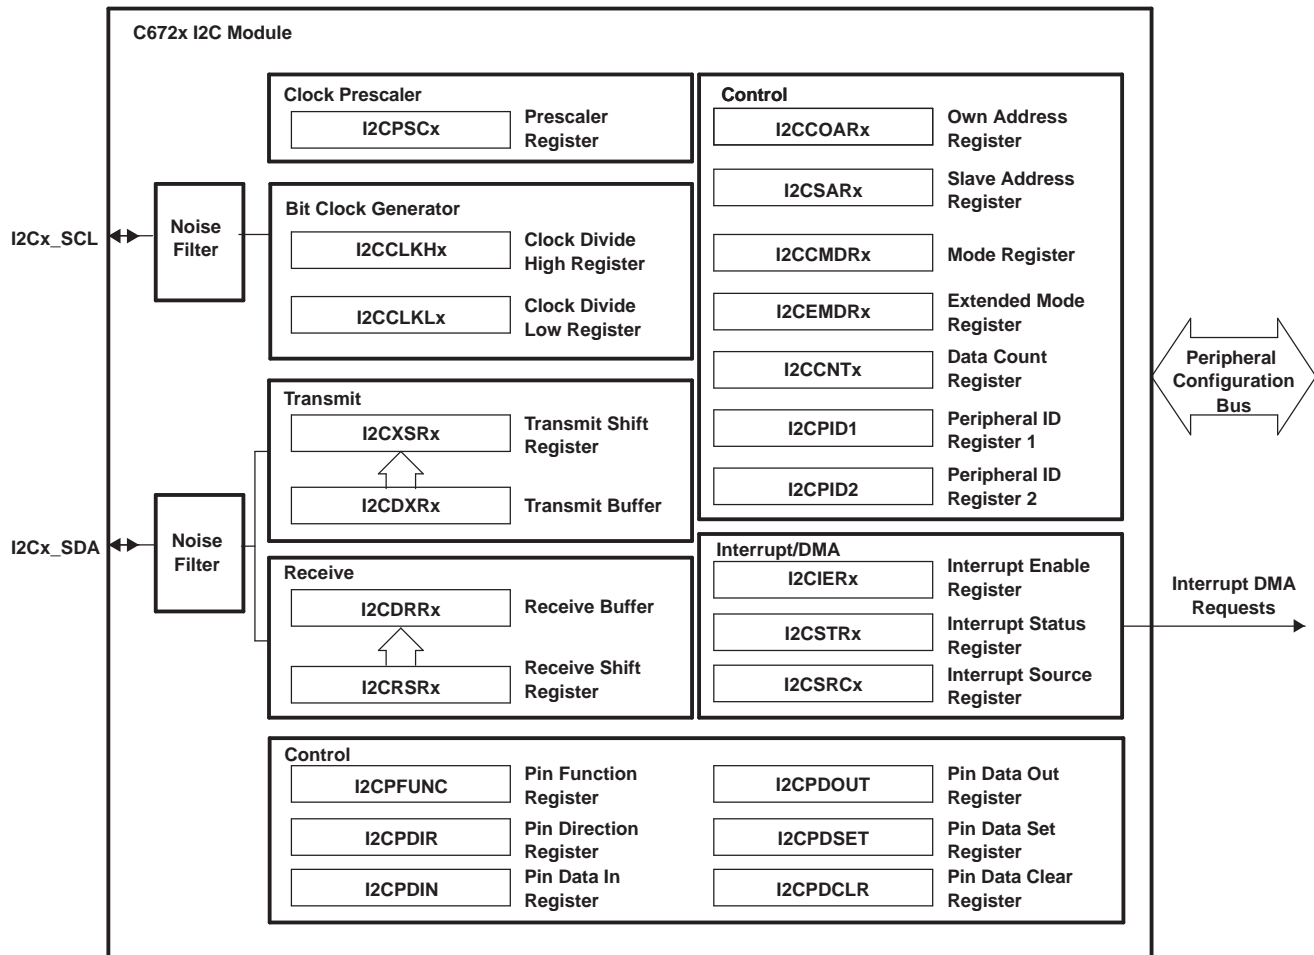 C672x I2C Module
Clock Prescaler
I2CPSCx
Prescaler
Register
Control
I2CCOARx
Own Address
Register
I2CSARx
Slave Address
Register
I2CCMDRx
Mode Register
I2CEMDRx
Extended Mode
Register
I2CCNTx
Data Count
Register
I2CPID1
Peripheral ID
Register 1
I2CPID2
Peripheral ID
Register 2
I2Cx_SCL
Noise
Filter
Bit Clock Generator
I2CCLKHx
Clock Divide
High Register
I2CCLKLx
Clock Divide
Low Register
Peripheral
Configuration
Bus
Transmit
I2CXSRx
Transmit Shift
Register
I2CDXRx
Transmit Buffer
I2Cx_SDA
Noise
Filter
Receive
I2CDRRx
Receive Buffer
I2CRSRx
Receive Shift
Register
Interrupt/DMA
I2CIERx
Interrupt Enable
Register
I2CSTRx
Interrupt Status
Register
I2CSRCx
Interrupt Source
Register
Interrupt DMA
Requests
Control
I2CPFUNC
Pin Function
Register
I2CPDIR
Pin Direction
Register
I2CPDIN
Pin Data In
Register
I2CPDOUT
Pin Data Out
Register
I2CPDSET
Pin Data Set
Register
I2CPDCLR
Pin Data Clear
Register